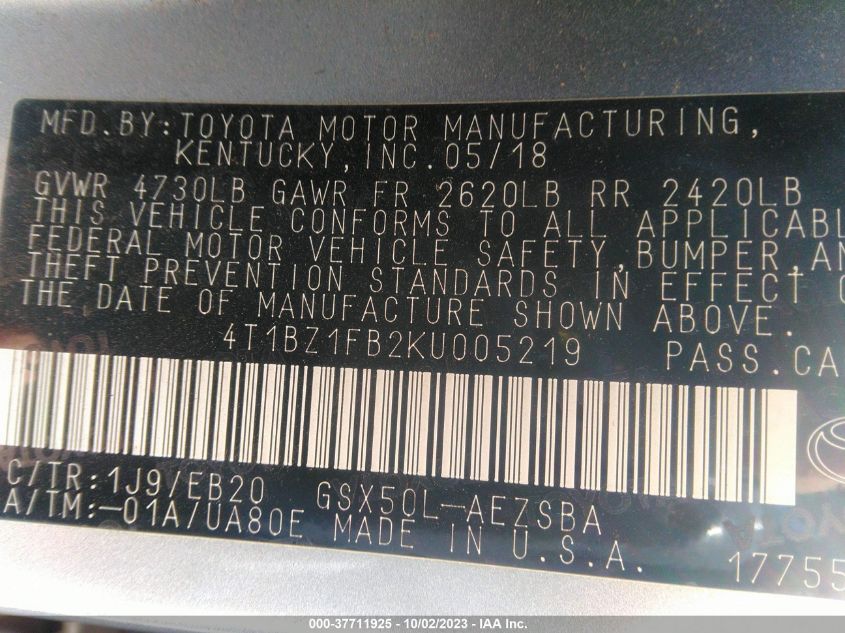 MFD.BY:TOYOTA MOTOR MANUFACTURING,
KENTUCKY,INC.05/18
GVWR 4730LB GAWR FR 2620LB RR 2420LB
THIS VEHICLE CONFORMS TO ALL APPLICABL
FEDERAL MOTOR VEHICLE SAFETY,BUMPER,AN
THEFT PREVENTION STANDARDS IN EFFECT O
THE DATE OF MANUFACTURE SHOWN ABOVE.
4T1BZ1FB2KU005219 PASS.CA
C/TR:1J9/EB20 GSX50L-AEZSBA
A/TM:-01A/UA80E MADE IN U.S.A. 17755
000-37711925 - 10/02/2023 - IAA Inc.